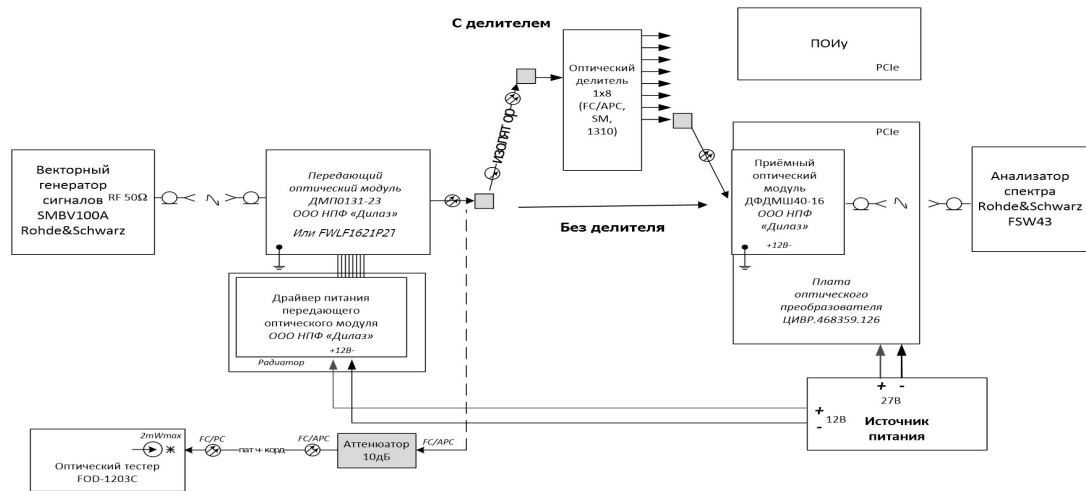 С делителем
ПОИу
PCIe
Оптический
делитель
1х8
(FC/APC,
SM,
1310)
изолятор
PCIe
Векторный
генератор
сигналов
SMBV100A
Rohde&Schwarz
RF 50Ω
Передающий
оптический модуль
ДМП0131-23
ООО НПФ «Дилаз»
Или FWLF1621P27
Без делителя
Приёмный
оптический
модуль
ДФДМШ40-16
ООО НПФ
«Дилаз»
+12В-
Анализатор
спектра
Rohde&Schwarz
FSW43
Плата
оптического
преобразователя
ЦИВР.468359.126
Драйвер питания
передающего
оптического модуля
ООО НПФ «Дилаз»
+12В-
Радиатор
+ -
27В
+
12В
-
Источник
питания
2mWmax
Оптический тестер
FOD-1203C
FC/PC
патч-корд
FC/APC
Аттенюатор
10дБ
FC/APC